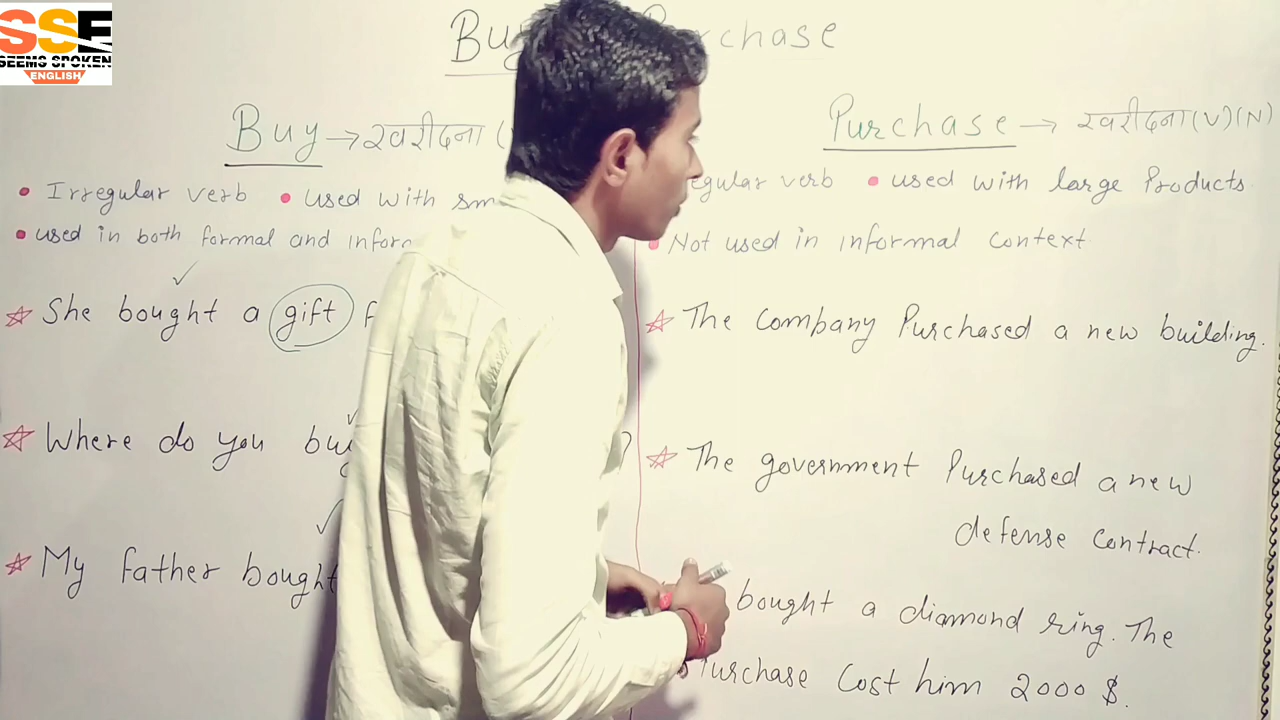 SSE
SEEMS SPOKEN
ENGLISH
Bu rchase
Buy → खरीदना (
• Irregular verb • used with sm
• used in both formal and infor
She bought a gift f
Where do you buy ?
My father bought
Purchase → खरीदना (V) (N)
egular verb • used with large Products
• Not used in informal context
The Company Purchased a new building.
The government Purchased a new
defense contract.
bought a diamond ring. The
Purchase Cost him 2000 $.